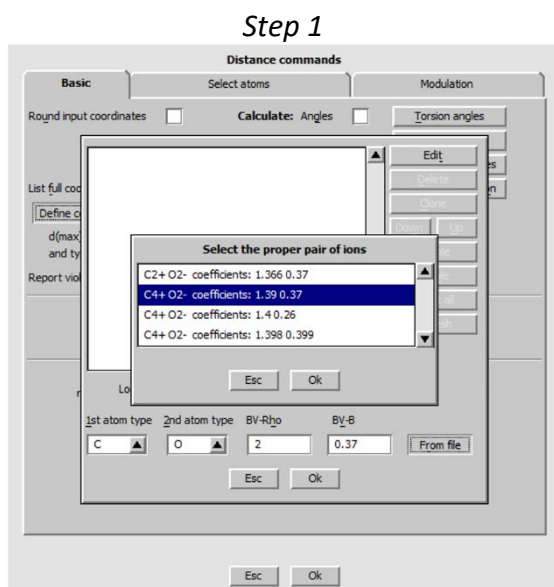 Step 1
Distance commands
Basic Select atoms Modulation
Round input coordinates Calculate: Angles Torsion angles
Edit
es
List full coo Delete n
Define co Clone
d(max) Down Up
and ty
Select the proper pair of ions
Report viol
C2+ O2- coefficients: 1.366 0.37
C4+ O2- coefficients: 1.39 0.37
C4+ O2- coefficients: 1.4 0.26
C4+ O2- coefficients: 1.398 0.399
Esc Ok
Lo
1st atom type 2nd atom type BV-Rho BV-B
C O 2 0.37 From file
Esc Ok
Esc Ok